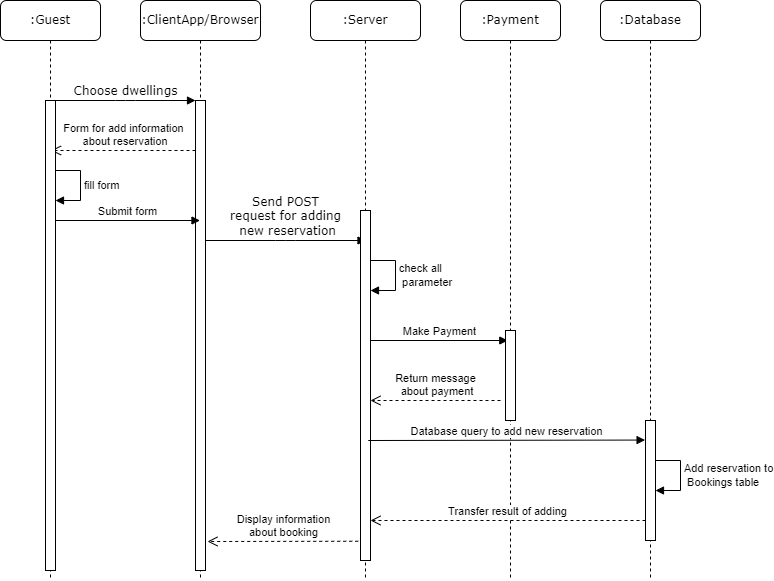 :Guest
:ClientApp/Browser
:Server
:Payment
:Database
Choose dwellings
Form for add information
about reservation
fill form
Submit form
Send POST
request for adding
new reservation
check all
parameter
Make Payment
Return message
about payment
Database query to add new reservation
Add reservation to
Bookings table
Transfer result of adding
Display information
about booking